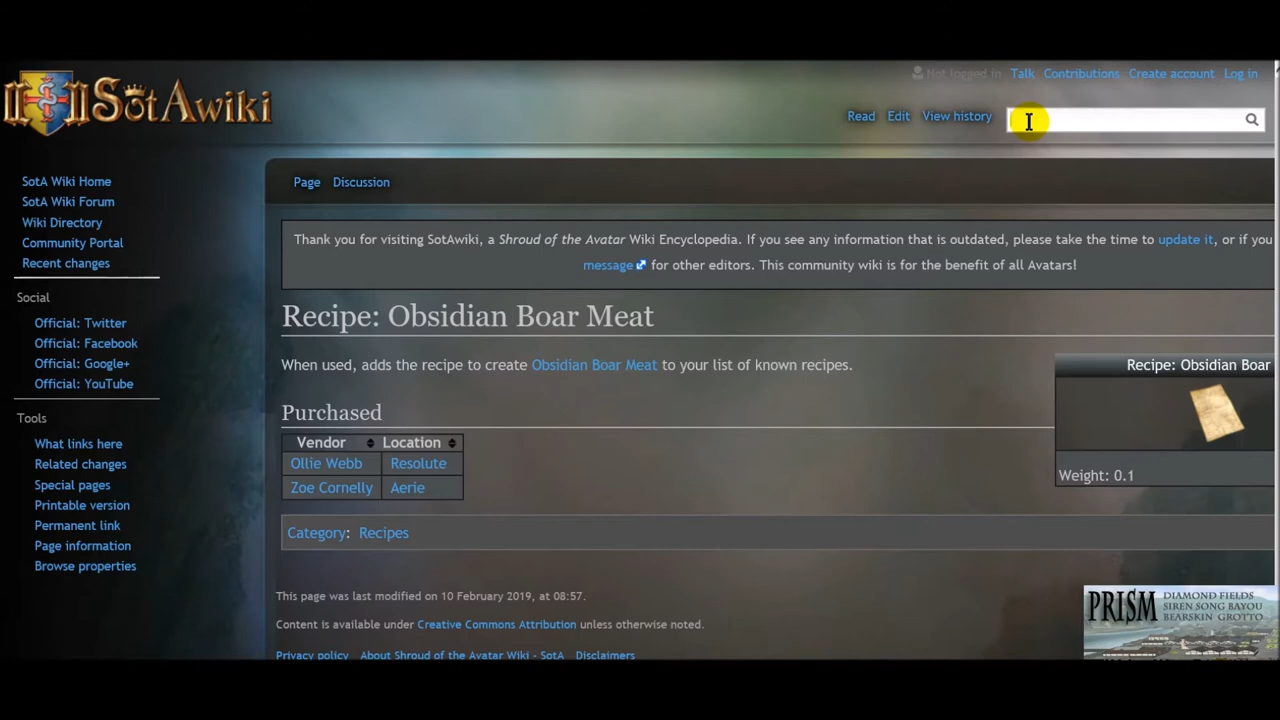 Not logged in Talk Contributions Create account Log in
SotAwiki
Read Edit View history
SotA Wiki Home
SotA Wiki Forum
Wiki Directory
Community Portal
Recent changes
Social
Official: Twitter
Official: Facebook
Official: Google+
Official: YouTube
Tools
What links here
Related changes
Special pages
Printable version
Permanent link
Page information
Browse properties
Page Discussion
Thank you for visiting SotAwiki, a Shroud of the Avatar Wiki Encyclopedia. If you see any information that is outdated, please take the time to update it, or if you
message for other editors. This community wiki is for the benefit of all Avatars!
Recipe: Obsidian Boar Meat
When used, adds the recipe to create Obsidian Boar Meat to your list of known recipes.
Recipe: Obsidian Boar
Weight: 0.1
Purchased
Vendor Location
Ollie Webb Resolute
Zoe Cornelly Aerie
Category: Recipes
This page was last modified on 10 February 2019, at 08:57.
Content is available under Creative Commons Attribution unless otherwise noted.
Privacy policy About Shroud of the Avatar Wiki - SotA Disclaimers
PRISM
DIAMOND FIELDS
SIREN SONG BAYOU
BEARSKIN GROTTO